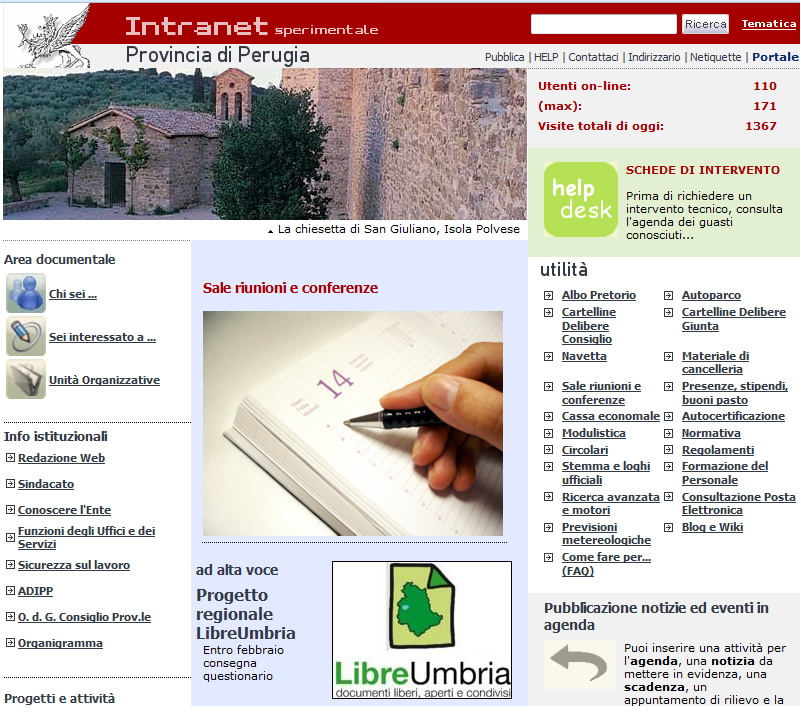 Intranet sperimentale
Ricerca
Tematica
Provincia di Perugia
Pubblica | HELP | Contattaci | Indirizzario | Netiquette | Portale
Utenti on-line: 110
(max): 171
Visite totali di oggi: 1367
La chiesetta di San Giuliano, Isola Polvese
help
desk
SCHEDE DI INTERVENTO
Prima di richiedere un
intervento tecnico, consulta
l'agenda dei guasti
conosciuti...
Area documentale
Chi sei ...
Sei interessato a ...
Unità Organizzative
Info istituzionali
Redazione Web
Sindacato
Conoscere l'Ente
Funzioni degli Uffici e dei
Servizi
Sicurezza sul lavoro
ADIPP
O. d. G. Consiglio Prov.le
Organigramma
Progetti e attività
Sale riunioni e conferenze
14
ad alta voce
Progetto
regionale
LibreUmbria
Entro febbraio
consegna
questionario
LibreUmbria
documenti liberi, aperti e condivisi
utilità
Albo Pretorio
Cartelline
Delibere
Consiglio
Navetta
Sale riunioni e
conferenze
Cassa economale
Modulistica
Circolari
Stemma e loghi
ufficiali
Ricerca avanzata
e motori
Previsioni
metereologiche
Come fare per...
(FAQ)
Autoparco
Cartelline Delibere
Giunta
Materiale di
cancelleria
Presenze, stipendi,
buoni pasto
Autocertificazione
Normativa
Regolamenti
Formazione del
Personale
Consultazione Posta
Elettronica
Blog e Wiki
Pubblicazione notizie ed eventi in
agenda
Puoi inserire una attività per
l'agenda, una notizia da
mettere in evidenza, una
scadenza, un
appuntamento di rilievo e la